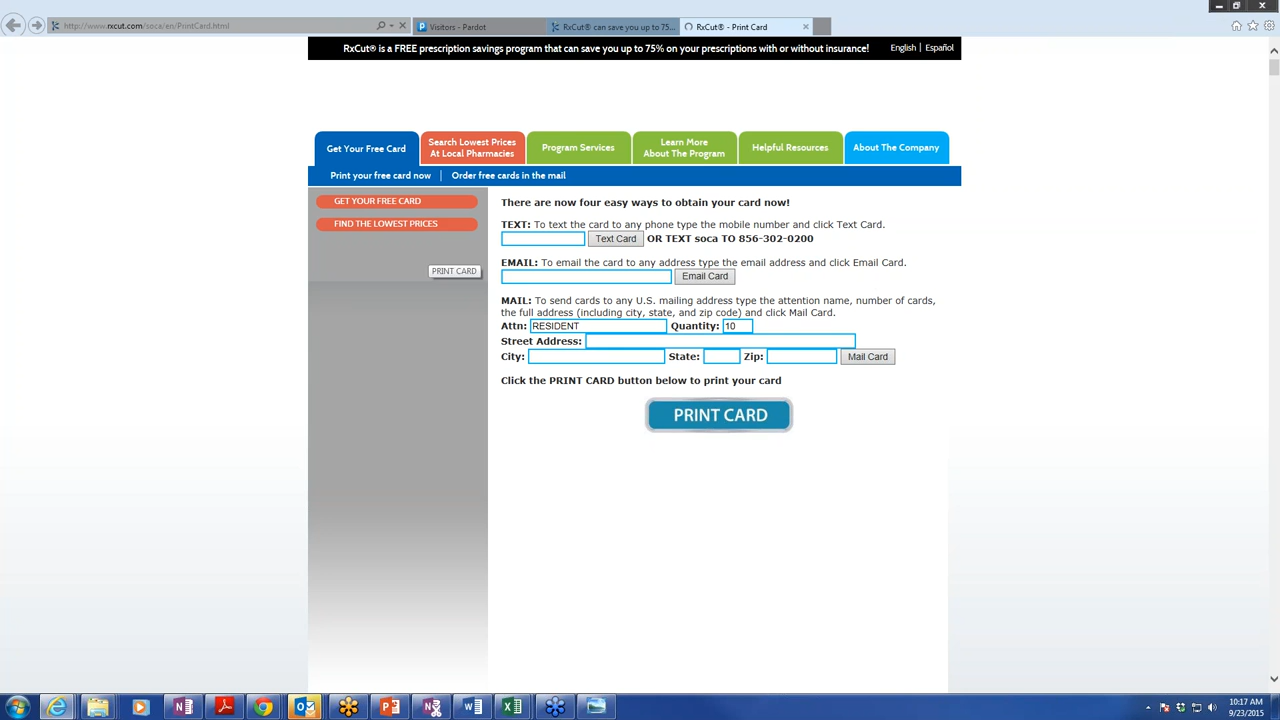 http://www.rxcut.com/soca/en/PrintCard.html
Visitors - Pardot
RxCut® can save you up to 75...
RxCut® - Print Card
RxCut® is a FREE prescription savings program that can save you up to 75% on your prescriptions with or without insurance!
English | Español
Get Your Free Card
Search Lowest Prices
At Local Pharmacies
Program Services
Learn More
About The Program
Helpful Resources
About The Company
Print your free card now | Order free cards in the mail
GET YOUR FREE CARD
FIND THE LOWEST PRICES
PRINT CARD
There are now four easy ways to obtain your card now!
TEXT: To text the card to any phone type the mobile number and click Text Card.
Text Card OR TEXT soca TO 856-302-0200
EMAIL: To email the card to any address type the email address and click Email Card.
Email Card
MAIL: To send cards to any U.S. mailing address type the attention name, number of cards,
the full address (including city, state, and zip code) and click Mail Card.
Attn: RESIDENT Quantity: 10
Street Address:
City: State: Zip: Mail Card
Click the PRINT CARD button below to print your card
PRINT CARD
10:17 AM
9/23/2015